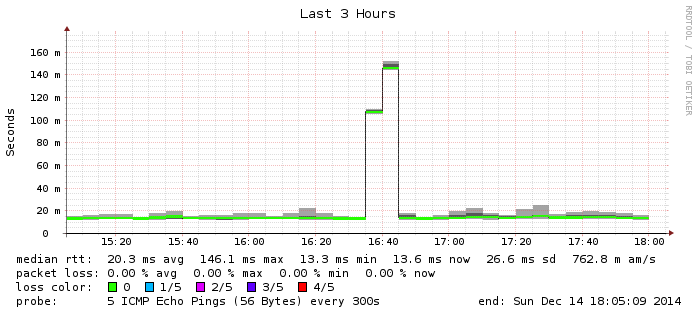 Last 3 Hours
RRDTOOL / TOBI OETIKER
Seconds
160 m
140 m
120 m
100 m
80 m
60 m
40 m
20 m
0
15:20 15:40 16:00 16:20 16:40 17:00 17:20 17:40 18:00
median rtt: 20.3 ms avg 146.1 ms max 13.3 ms min 13.6 ms now 26.6 ms sd 762.8 m am/s
packet loss: 0.00 % avg 0.00 % max 0.00 % min 0.00 % now
loss color: 0 1/5 2/5 3/5 4/5
probe: 5 ICMP Echo Pings (56 Bytes) every 300s end: Sun Dec 14 18:05:09 2014